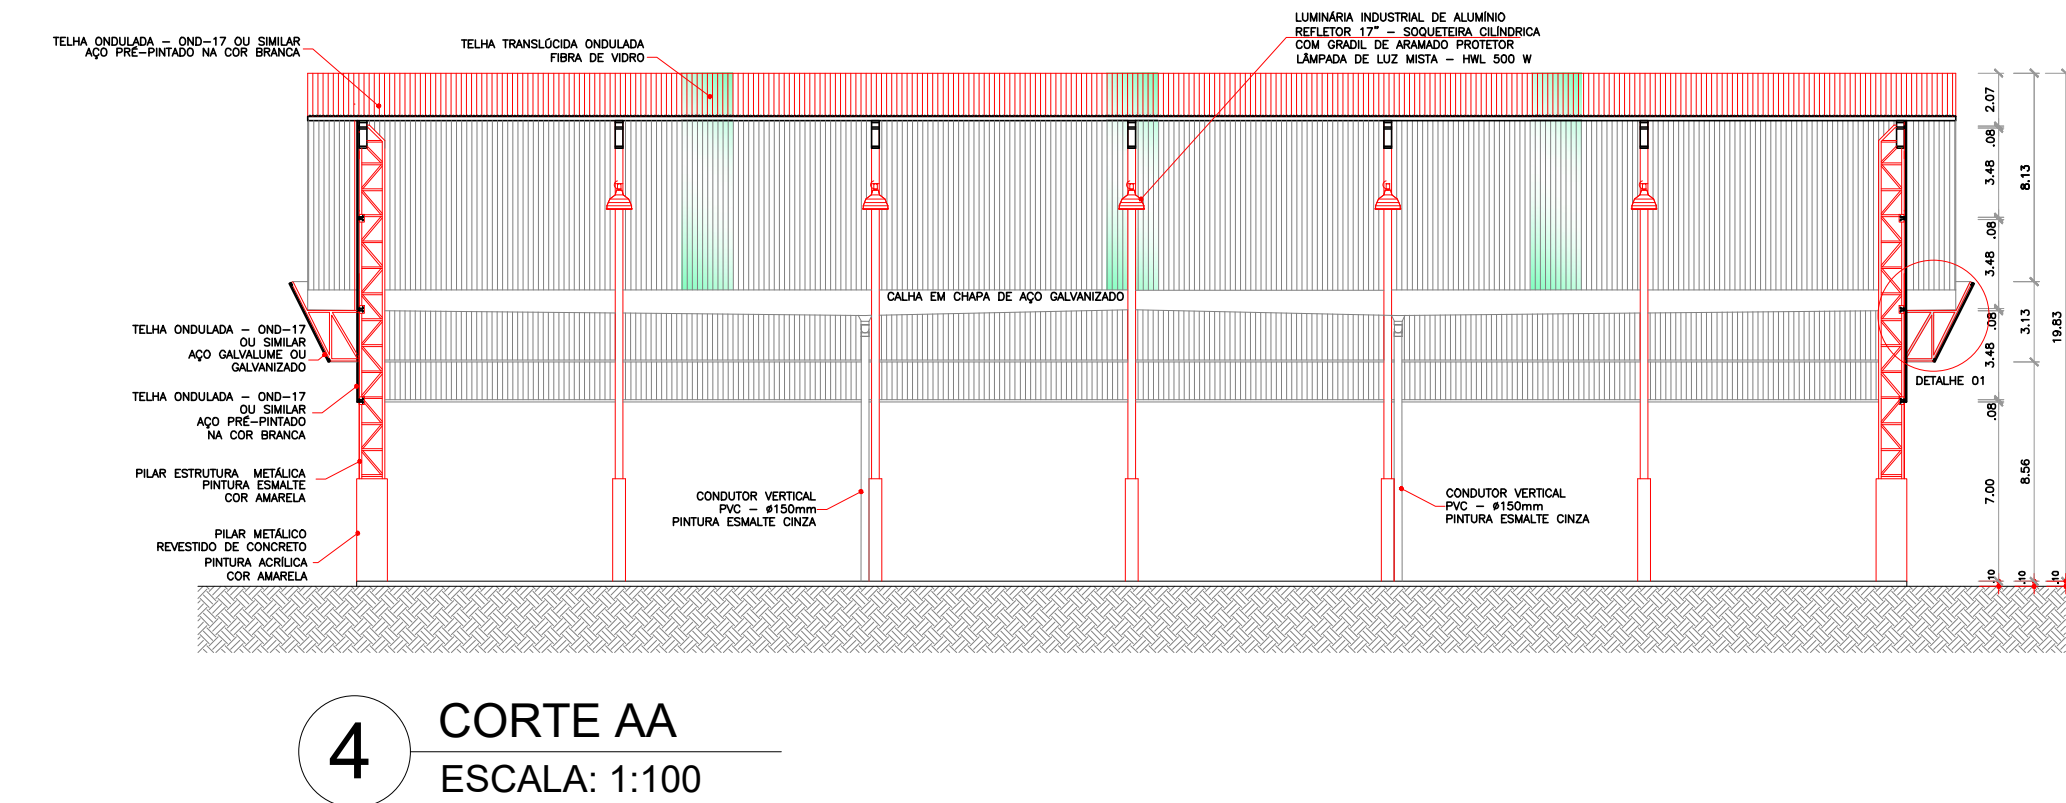 TELHA ONDULADA – OND–17 OU SIMILAR
AÇO PRÉ–PINTADO NA COR BRANCA
TELHA TRANSLÚCIDA ONDULADA
FIBRA DE VIDRO
LUMINÁRIA INDUSTRIAL DE ALUMÍNIO
REFLETOR 17" – SOQUETEIRA CILÍNDRICA
COM GRADIL DE ARAMADO PROTETOR
LÂMPADA DE LUZ MISTA – HWL 500 W
CALHA EM CHAPA DE AÇO GALVANIZADO
TELHA ONDULADA – OND–17
OU SIMILAR
AÇO GALVALUME OU
GALVANIZADO
TELHA ONDULADA – OND–17
OU SIMILAR
AÇO PRÉ–PINTADO
NA COR BRANCA
PILAR ESTRUTURA METÁLICA
PINTURA ESMALTE
COR AMARELA
PILAR METÁLICO
REVESTIDO DE CONCRETO
PINTURA ACRÍLICA
COR AMARELA
CONDUTOR VERTICAL
PVC – ø150mm
PINTURA ESMALTE CINZA
CONDUTOR VERTICAL
PVC – ø150mm
PINTURA ESMALTE CINZA
DETALHE 01
2.07
.08
3.48
.08
3.48
.08
3.48
.08
7.00
.10
8.13
3.13
8.56
.10
19.83
.10
4
CORTE AA
ESCALA: 1:100